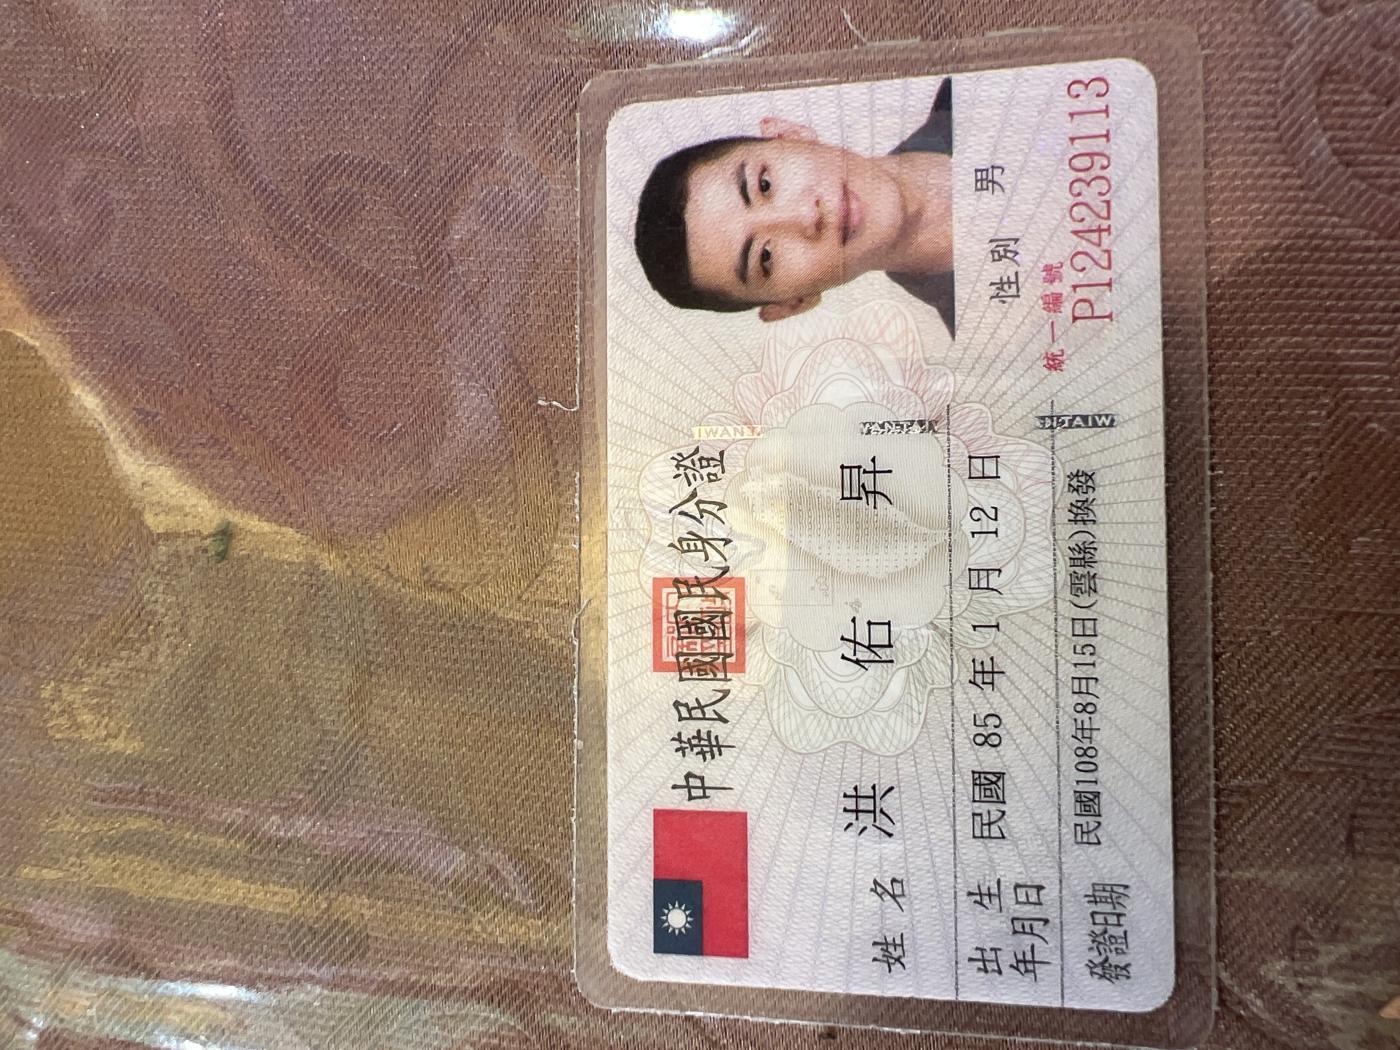 中華民國國民身分證
姓名 洪佑昇
出生年月日 民國 85 年 1 月 12 日
性別 男
發證日期 民國108年8月15日(雲縣)換發
統一編號
P124239113